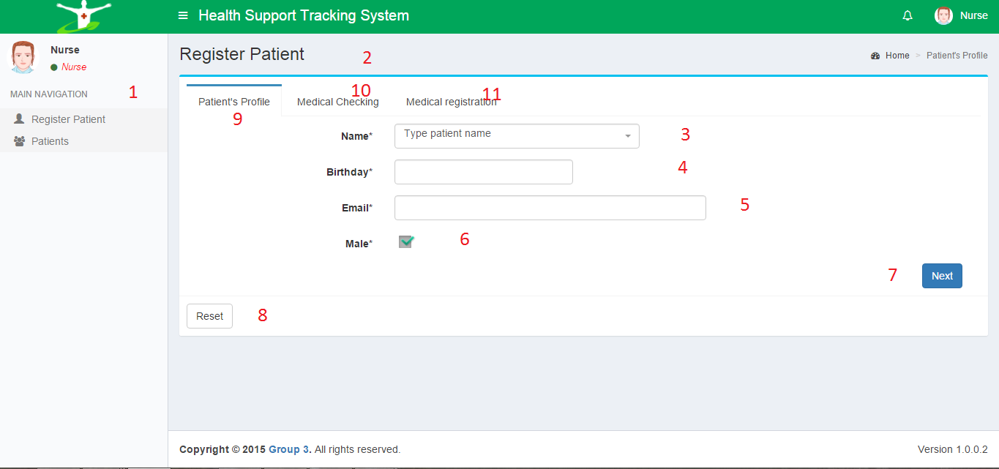 Health Support Tracking System
Nurse
Nurse
Nurse
MAIN NAVIGATION 1
Register Patient
Patients
Register Patient 2
Home > Patient's Profile
Patient's Profile 9
Medical Checking 10
Medical registration 11
Name* Type patient name 3
Birthday* 4
Email* 5
Male* 6
7 Next
Reset 8
Copyright © 2015 Group 3. All rights reserved.
Version 1.0.0.2